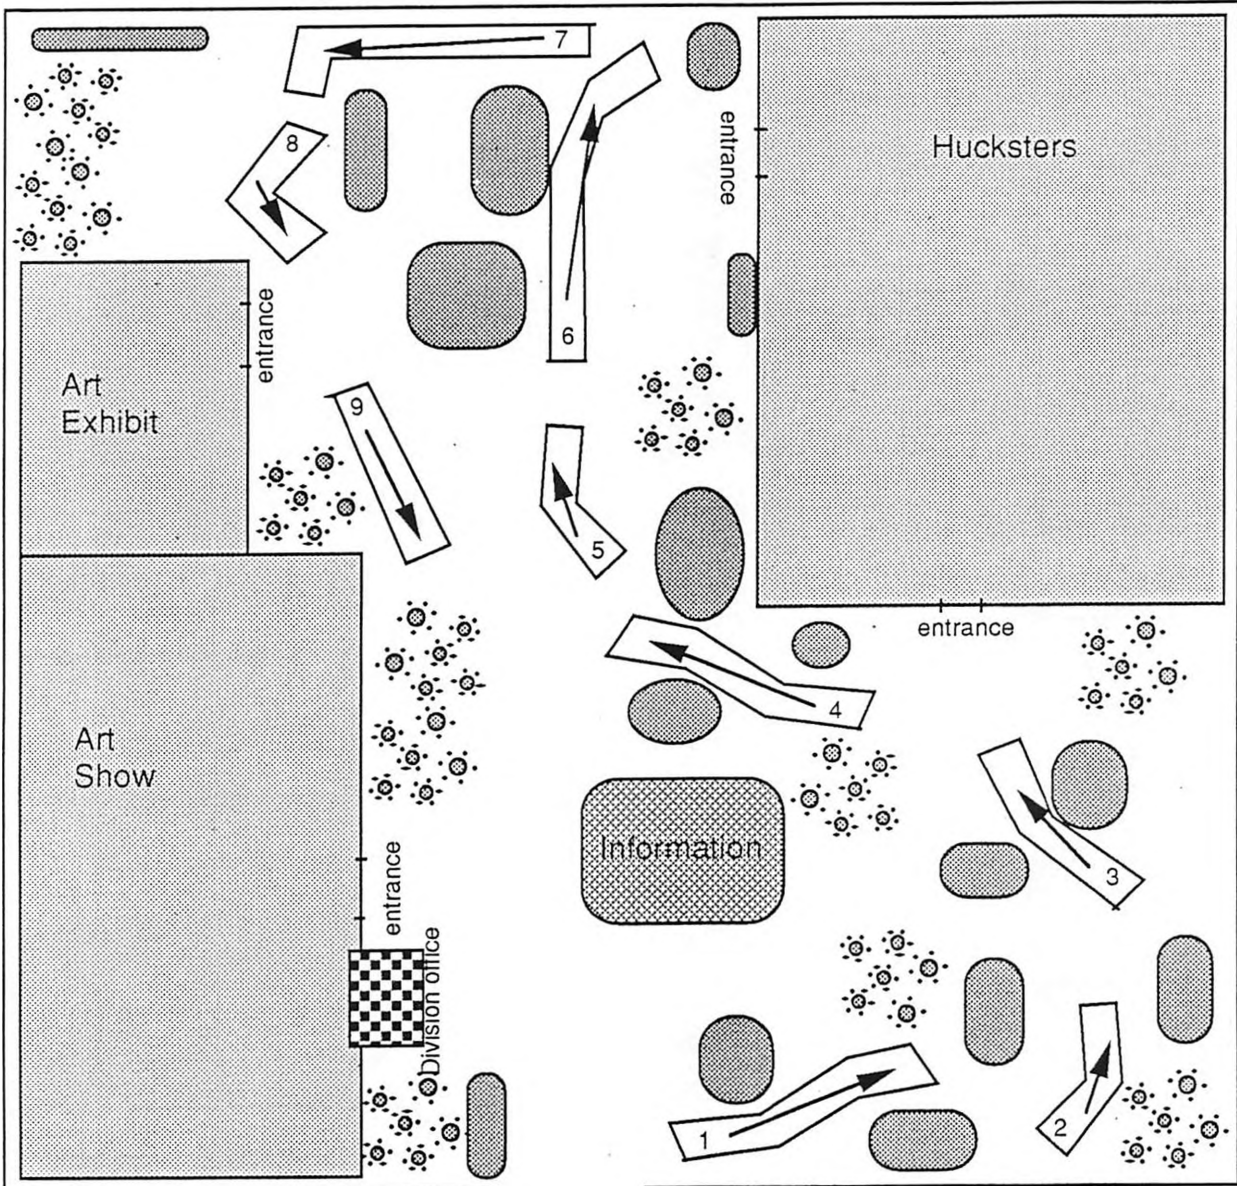 7
8
entrance
Hucksters
entrance
6
Art
Exhibit
9
5
entrance
4
Art
Show
Information
3
entrance
Division office
1
2